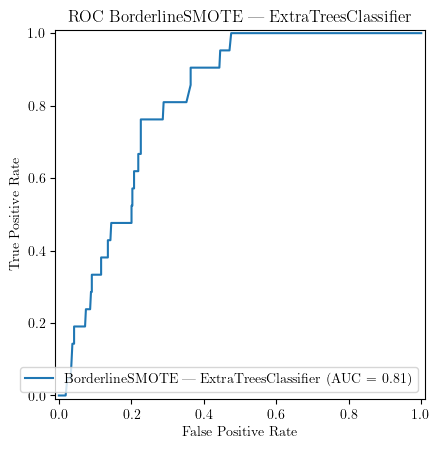 ROC BorderlineSMOTE — ExtraTreesClassifier
True Positive Rate
1.0
0.8
0.6
0.4
0.2
0.0
BorderlineSMOTE — ExtraTreesClassifier (AUC = 0.81)
0.0 0.2 0.4 0.6 0.8 1.0
False Positive Rate